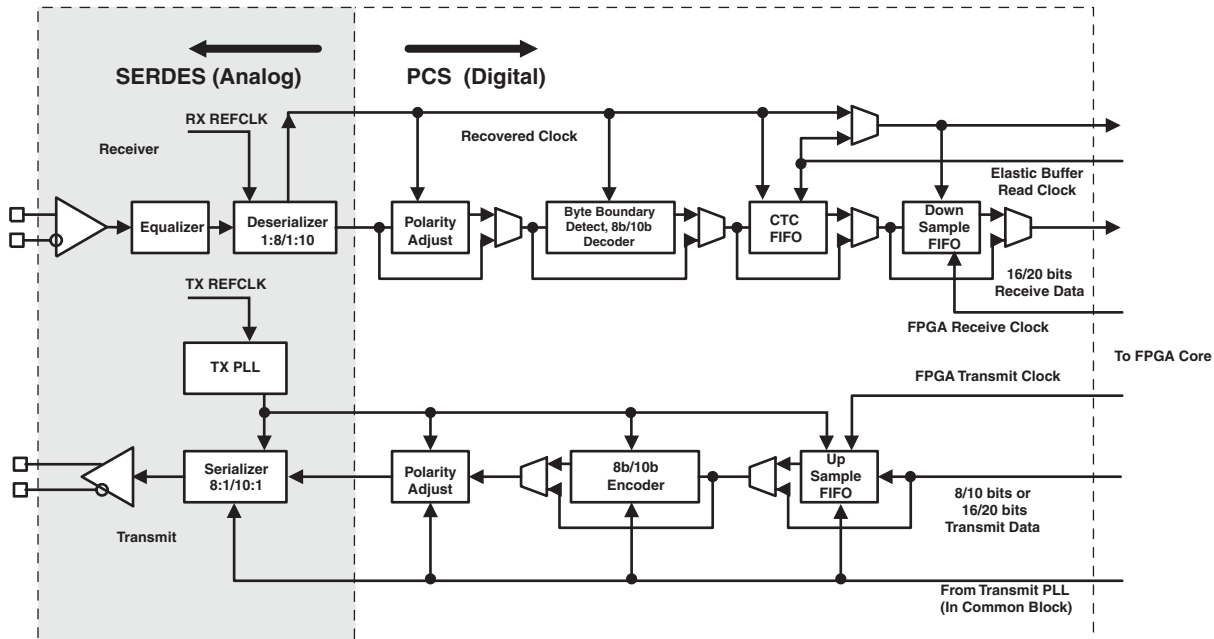 SERDES (Analog)
PCS (Digital)
RX REFCLK
Receiver
Recovered Clock
Elastic Buffer
Read Clock
Equalizer
Deserializer
1:8/1:10
Polarity
Adjust
Byte Boundary
Detect, 8b/10b
Decoder
CTC
FIFO
Down
Sample
FIFO
16/20 bits
Receive Data
TX REFCLK
FPGA Receive Clock
To FPGA Core
TX PLL
FPGA Transmit Clock
Serializer
8:1/10:1
Polarity
Adjust
8b/10b
Encoder
Up
Sample
FIFO
8/10 bits or
16/20 bits
Transmit Data
Transmit
From Transmit PLL
(In Common Block)